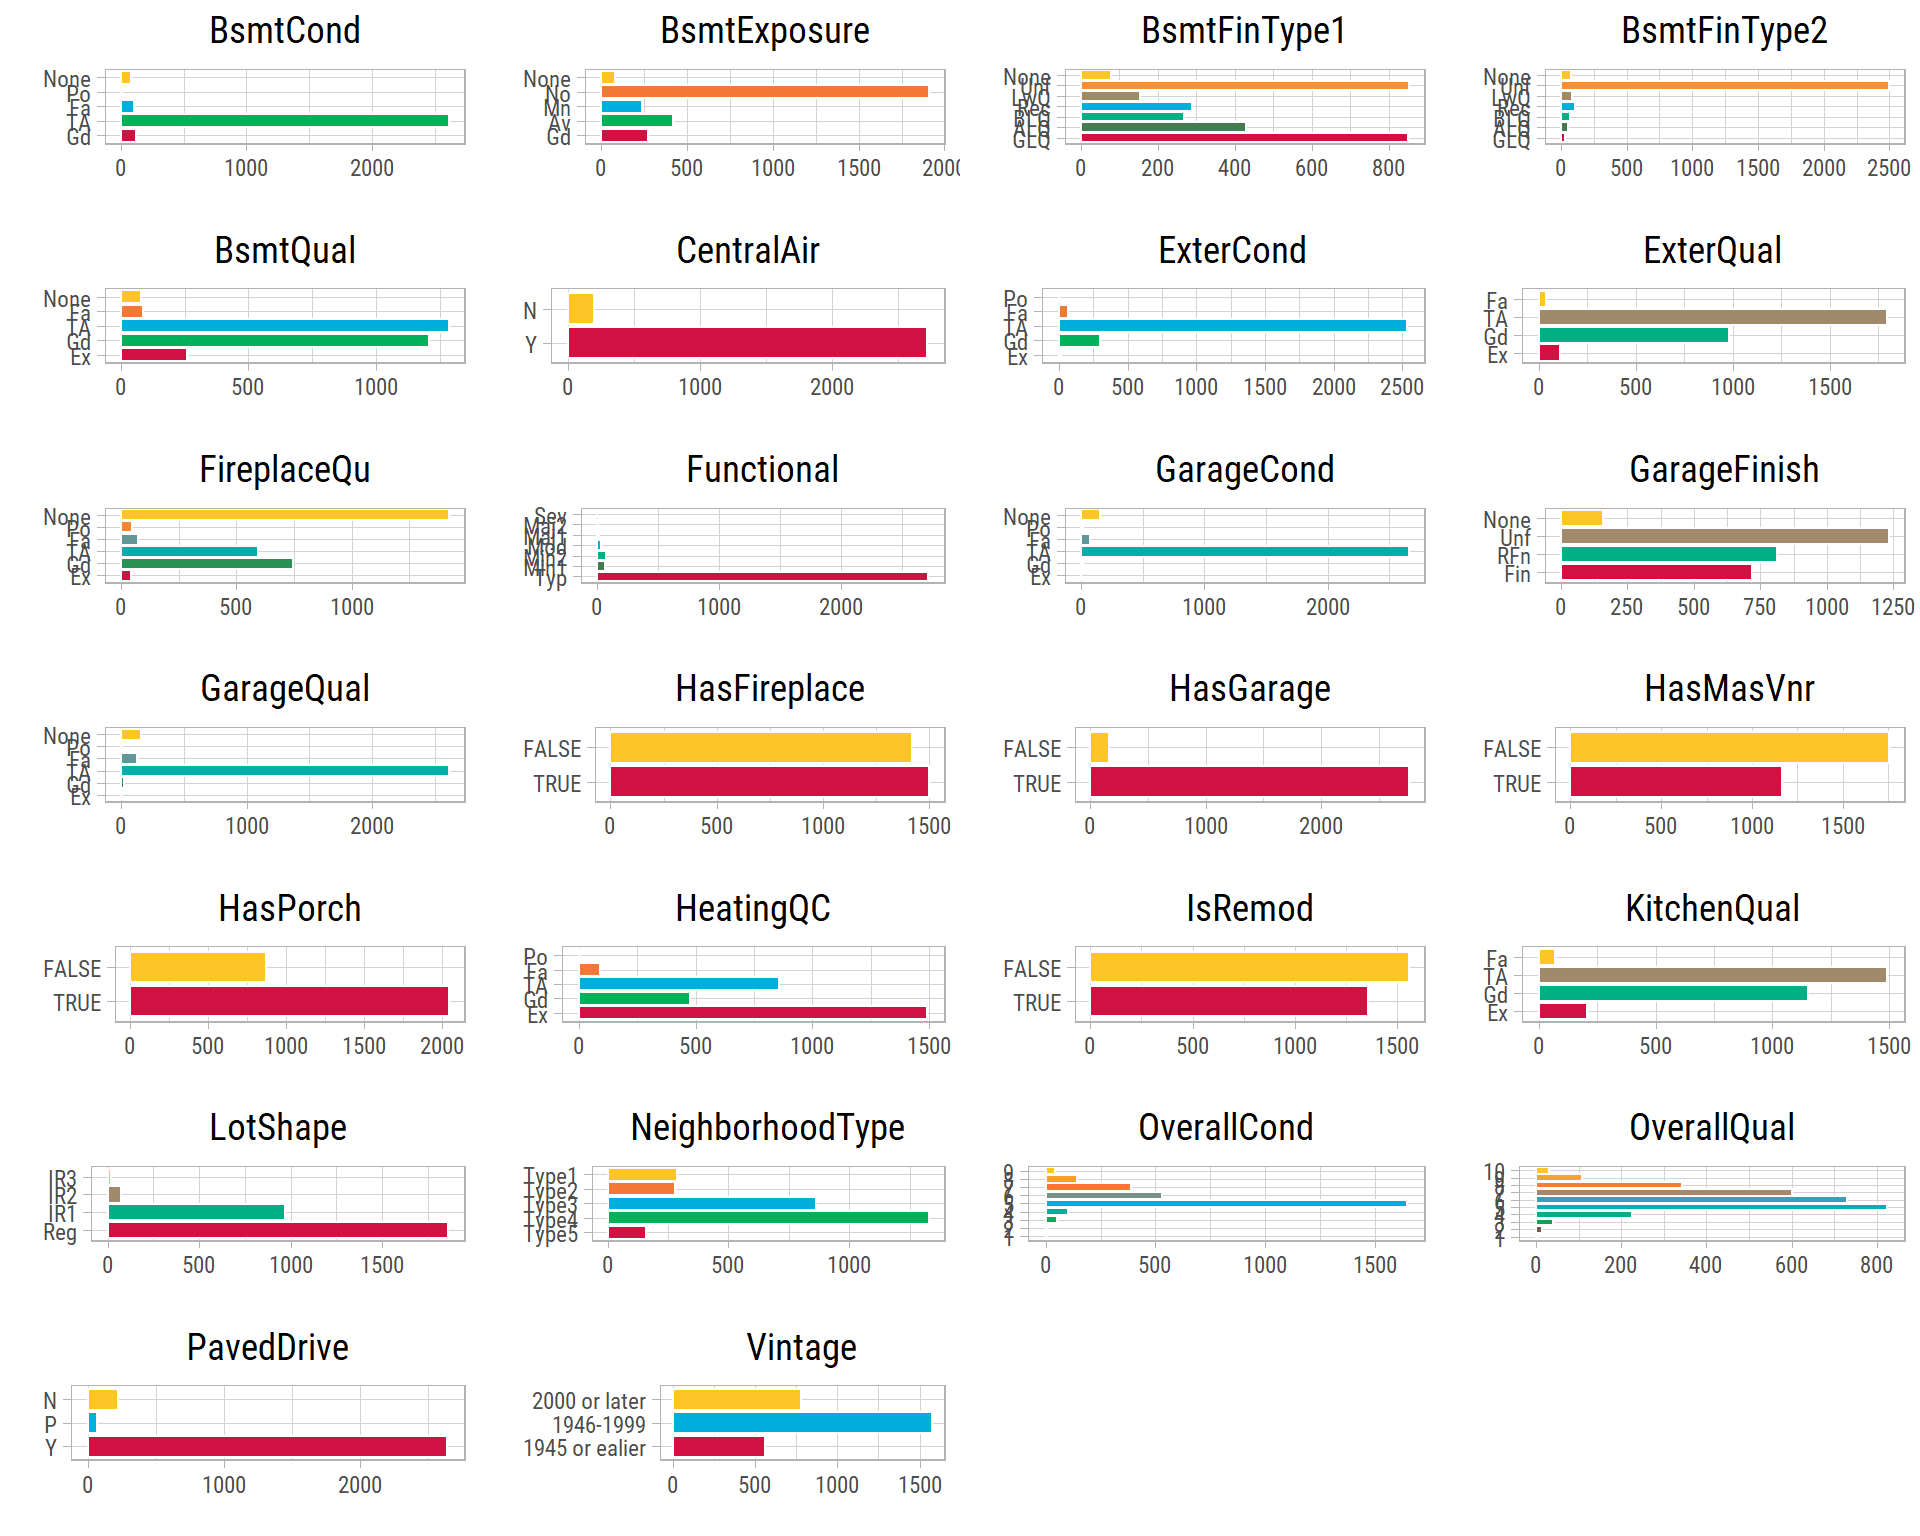 BsmtCond
BsmtExposure
BsmtFinType1
BsmtFinType2
None
Po
Fa
TA
Gd
0 1000 2000
None
No
Mn
Av
Gd
0 500 1000 1500 2000
None
Unf
LwQ
Rec
BLQ
ALQ
GLQ
0 200 400 600 800
None
Unf
LwQ
Rec
BLQ
ALQ
GLQ
0 500 1000 1500 2000 2500
BsmtQual
CentralAir
ExterCond
ExterQual
None
Fa
TA
Gd
Ex
0 500 1000
N
Y
0 1000 2000
Po
Fa
TA
Gd
Ex
0 500 1000 1500 2000 2500
Fa
TA
Gd
Ex
0 500 1000 1500
FireplaceQu
Functional
GarageCond
GarageFinish
None
Po
Fa
TA
Gd
Ex
0 500 1000
Sev
Maj2
Maj1
Mod
Min2
Min1
Typ
0 1000 2000
None
Po
Fa
TA
Gd
Ex
0 1000 2000
None
Unf
RFn
Fin
0 250 500 750 1000 1250
GarageQual
HasFireplace
HasGarage
HasMasVnr
None
Po
Fa
TA
Gd
Ex
0 1000 2000
FALSE
TRUE
0 500 1000 1500
FALSE
TRUE
0 1000 2000
FALSE
TRUE
0 500 1000 1500
HasPorch
HeatingQC
IsRemod
KitchenQual
FALSE
TRUE
0 500 1000 1500 2000
Po
Fa
TA
Gd
Ex
0 500 1000 1500
FALSE
TRUE
0 500 1000 1500
Fa
TA
Gd
Ex
0 500 1000 1500
LotShape
NeighborhoodType
OverallCond
OverallQual
IR3
IR2
IR1
Reg
0 500 1000 1500
Type1
Type2
Type3
Type4
Type5
0 500 1000
9
8
7
6
5
4
3
2
1
0 500 1000 1500
10
9
8
7
6
5
4
3
2
1
0 200 400 600 800
PavedDrive
Vintage
N
P
Y
0 1000 2000
2000 or later
1946-1999
1945 or ealier
0 500 1000 1500